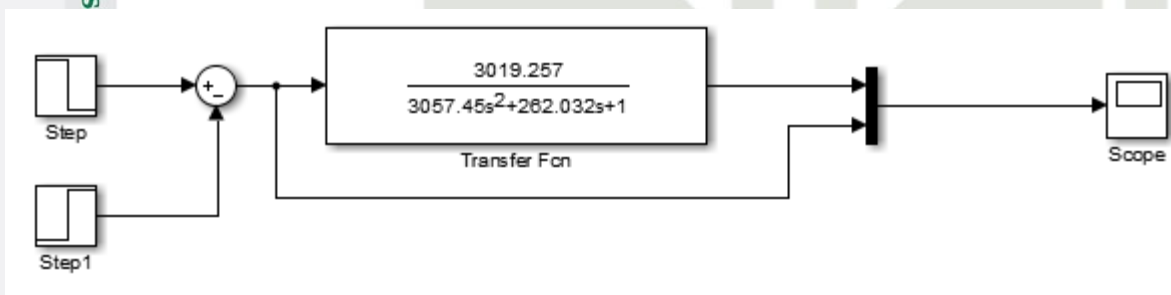 s
3019.257
3057.45s2+262.032s+1
+
-
Step
Transfer Fcn
Scope
Step1